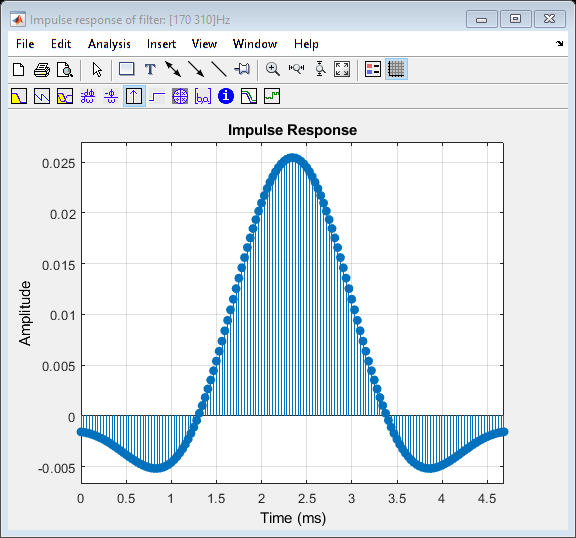 Impulse response of filter: [170 310]Hz
File Edit Analysis Insert View Window Help
T
[b,a]
i
Impulse Response
0.025
0.02
0.015
0.01
0.005
0
-0.005
Amplitude
0 0.5 1 1.5 2 2.5 3 3.5 4 4.5
Time (ms)